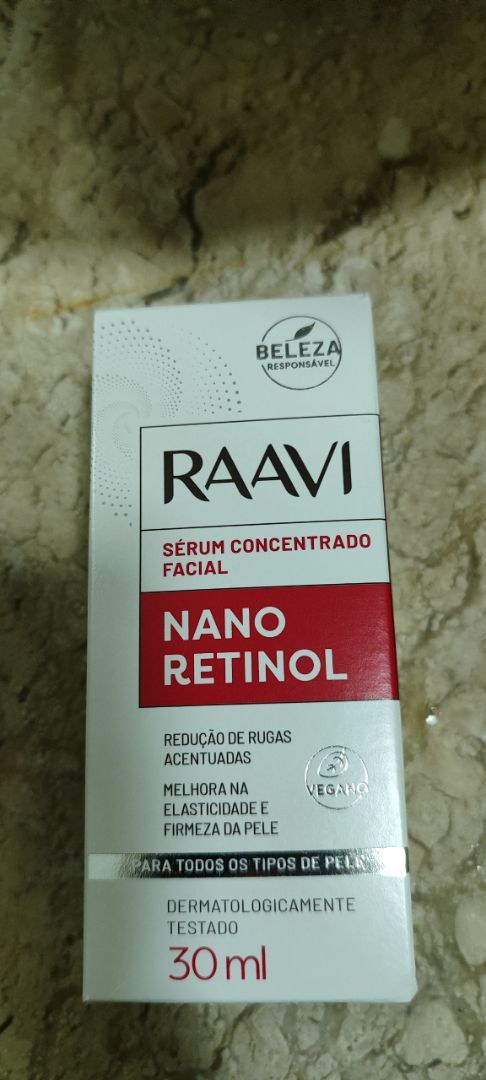 BELEZA
RESPONSÁVEL
RAAVI
SÉRUM CONCENTRADO
FACIAL
NANO
RETINOL
REDUÇÃO DE RUGAS
ACENTUADAS
MELHORA NA
ELASTICIDADE E
FIRMEZA DA PELE
VEGANO
PARA TODOS OS TIPOS DE PELE
DERMATOLOGICAMENTE
TESTADO
30 ml